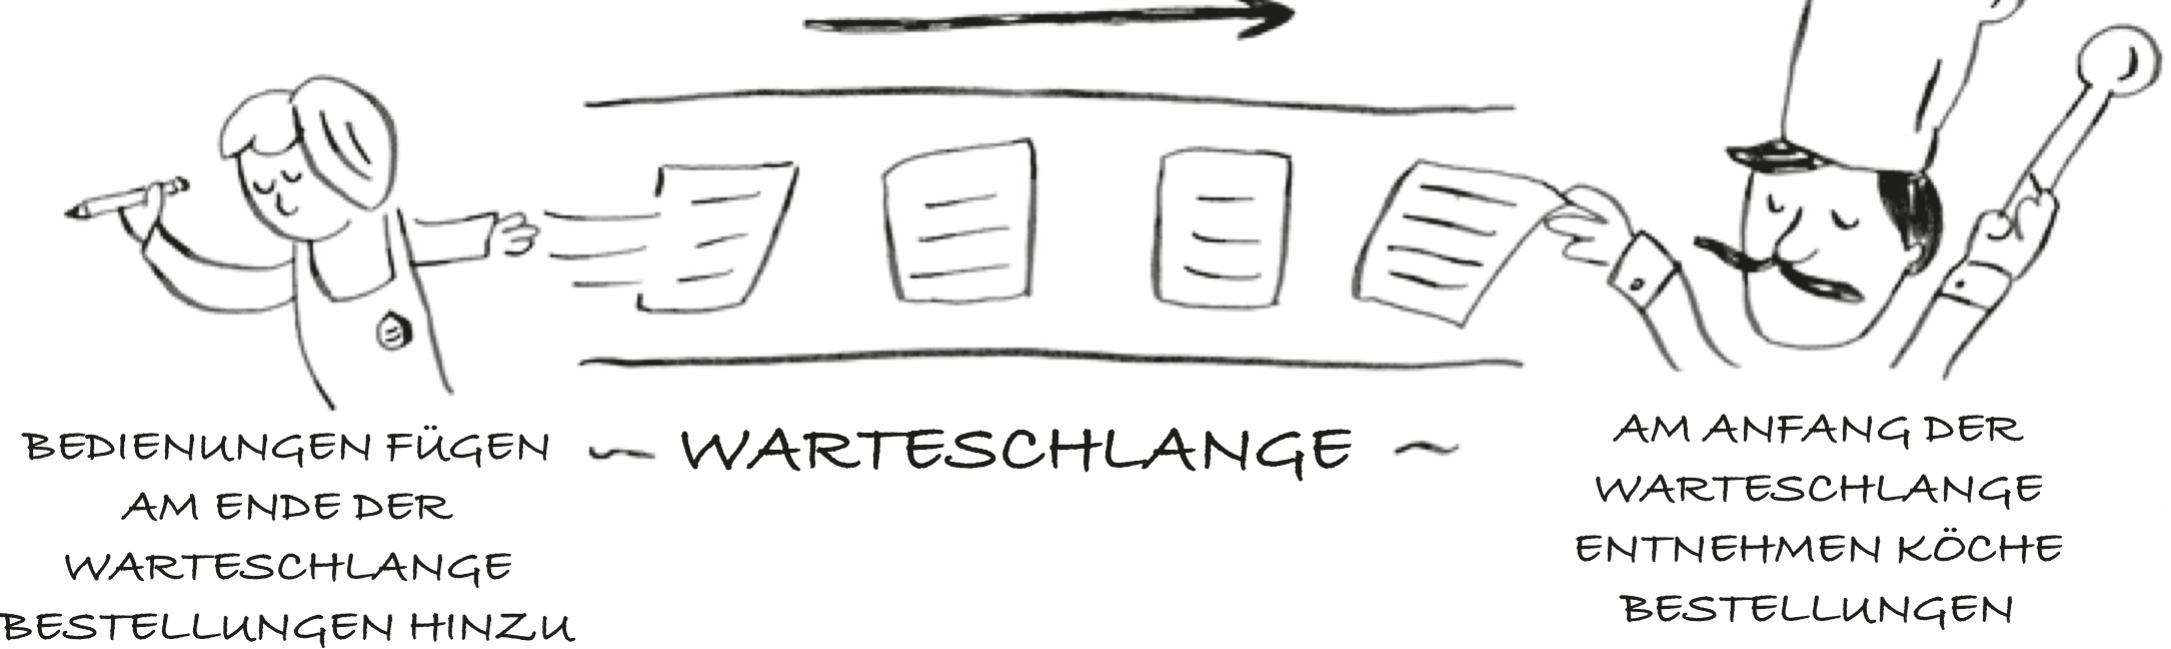 BEDIENUNGEN FÜGEN
AM ENDE DER
WARTESCHLANGE
BESTELLUNGEN HINZU
~ WARTESCHLANGE ~
AM ANFANG DER
WARTESCHLANGE
ENTNEHMEN KÖCHE
BESTELLUNGEN